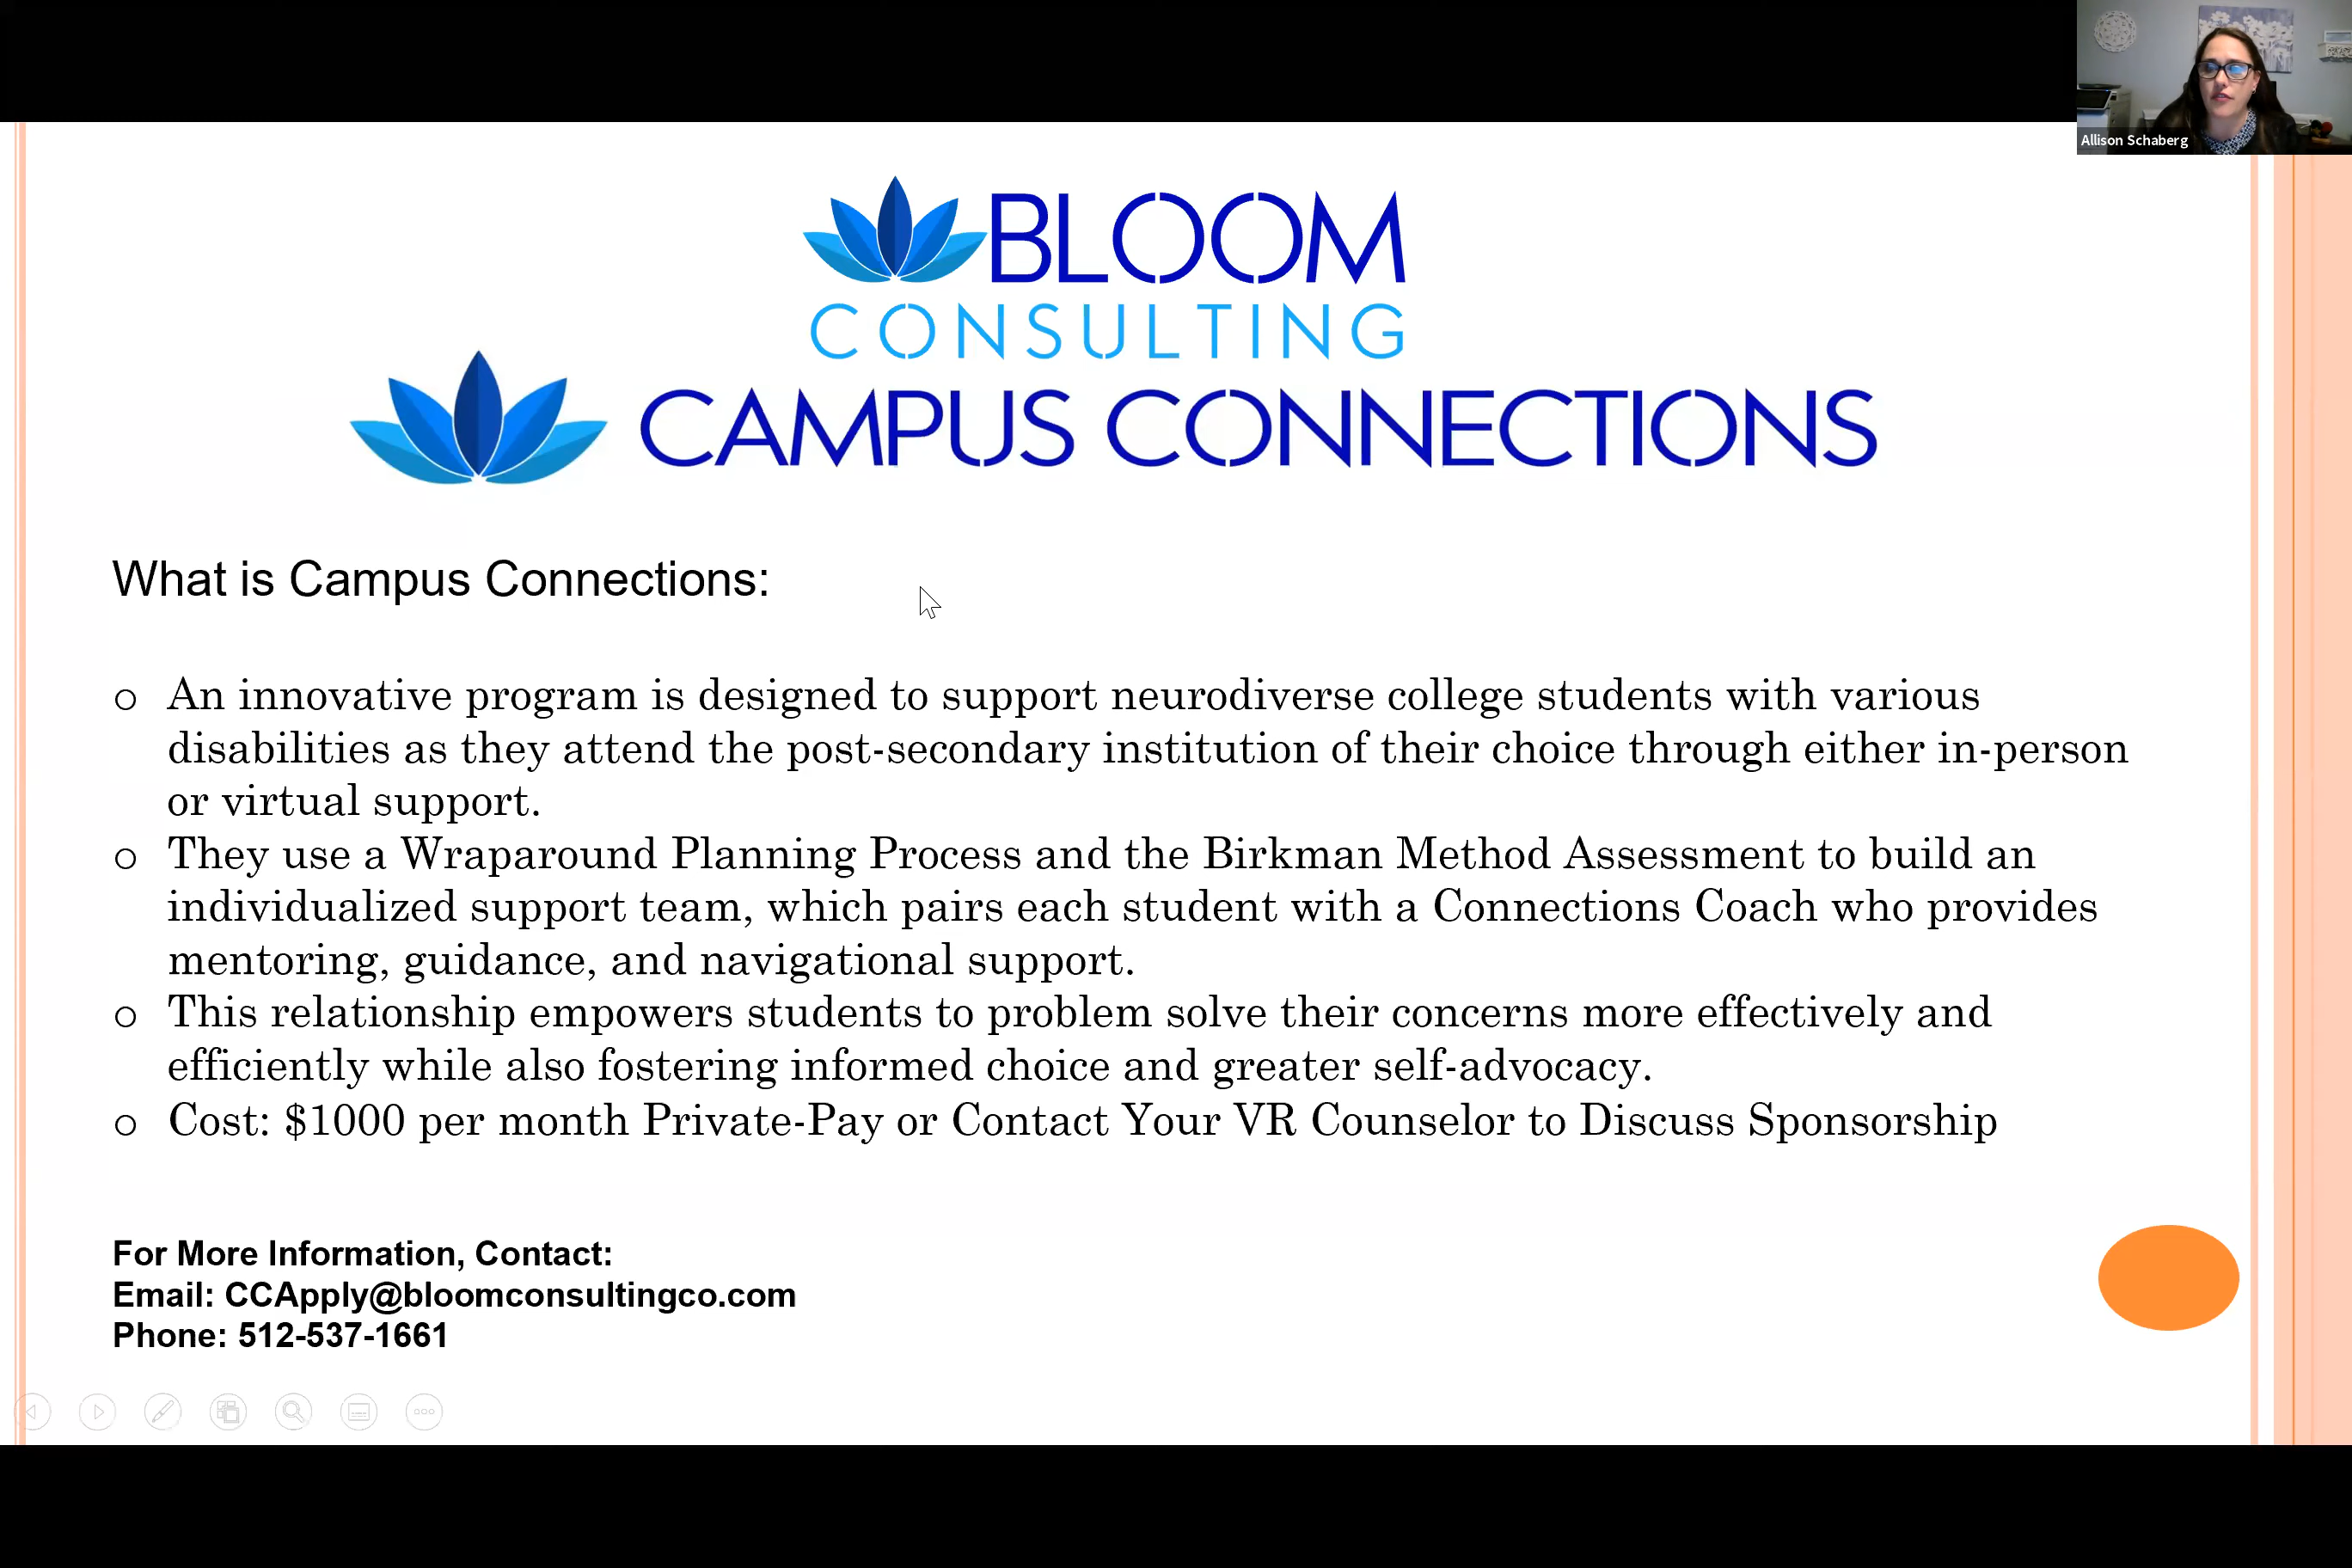 Allison Schaberg
BLOOM
CONSULTING
CAMPUS CONNECTIONS
What is Campus Connections:
o An innovative program is designed to support neurodiverse college students with various
disabilities as they attend the post-secondary institution of their choice through either in-person
or virtual support.
o They use a Wraparound Planning Process and the Birkman Method Assessment to build an
individualized support team, which pairs each student with a Connections Coach who provides
mentoring, guidance, and navigational support.
o This relationship empowers students to problem solve their concerns more effectively and
efficiently while also fostering informed choice and greater self-advocacy.
o Cost: $1000 per month Private-Pay or Contact Your VR Counselor to Discuss Sponsorship
For More Information, Contact:
Email: CCApply@bloomconsultingco.com
Phone: 512-537-1661